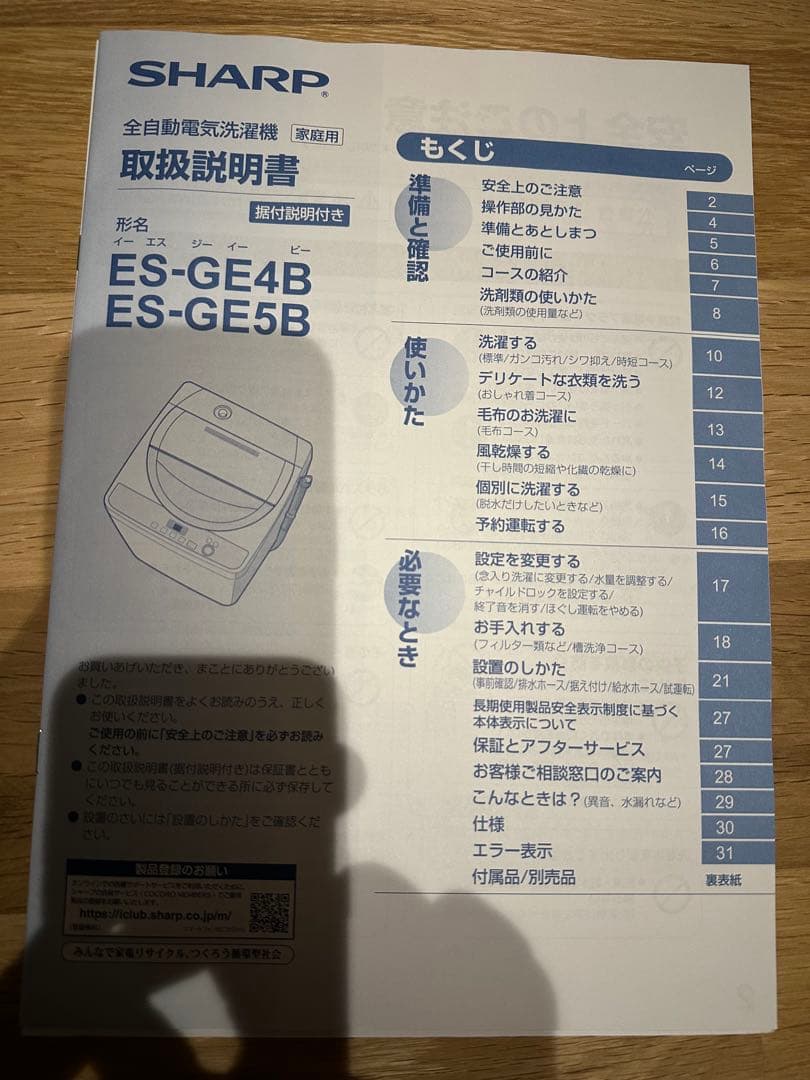 SHARP®
全自動電気洗濯機 家庭用
取扱説明書
据付説明付き
形名
イー エス ジー イー ビー
ES-GE4B
ES-GE5B
お買いあげいただき、まことにありがとうござい
ました。
● この取扱説明書をよくお読みのうえ、正しく
お使いください。
ご使用の前に「安全上のご注意」を必ずお読み
ください。
● この取扱説明書(据付説明付き)は保証書ととも
にいつでも見ることができる所に必ず保存して
ください。
● 設置のさいには「設置のしかた」をご確認くだ
さい。
製品登録のお願い
https://iclub.sharp.co.jp/m/
みんなで家電リサイクル、つくろう循環型社会
もくじ
ページ
準備と確認
安全上のご注意 2
操作部の見かた 4
準備とあとしまつ 5
ご使用前に 6
コースの紹介 7
洗剤類の使いかた 8
(洗剤類の使用量など)
使いかた
洗濯する 10
(標準/ガンコ汚れ/シワ抑え/時短コース)
デリケートな衣類を洗う 12
(おしゃれ着コース)
毛布のお洗濯に 13
(毛布コース)
風乾燥する 14
(干し時間の短縮や化繊の乾燥に)
個別に洗濯する 15
(脱水だけしたいときなど)
予約運転する 16
必要なとき
設定を変更する 17
(念入り洗濯に変更する/水量を調整する/
チャイルドロックを設定する/
終了音を消す/ほぐし運転をやめる)
お手入れする 18
(フィルター類など/槽洗浄コース)
設置のしかた 21
(事前確認/排水ホース/据え付け/給水ホース/試運転)
長期使用製品安全表示制度に基づく
本体表示について 27
保証とアフターサービス 27
お客様ご相談窓口のご案内 28
こんなときは?(異音、水漏れなど) 29
仕様 30
エラー表示 31
付属品/別売品 裏表紙